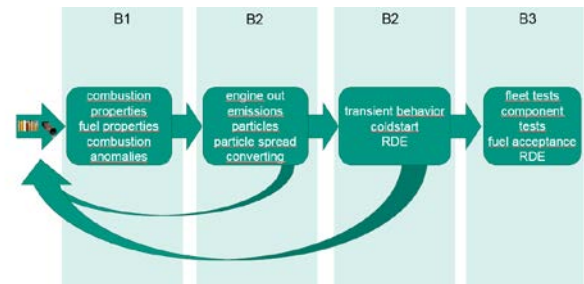 B1
B2
B2
B3
combustion
properties
fuel properties
combustion
anomalies
engine out
emissions
particles
particle spread
converting
transient behavior
coldstart
RDE
fleet tests
component
tests
fuel acceptance
RDE